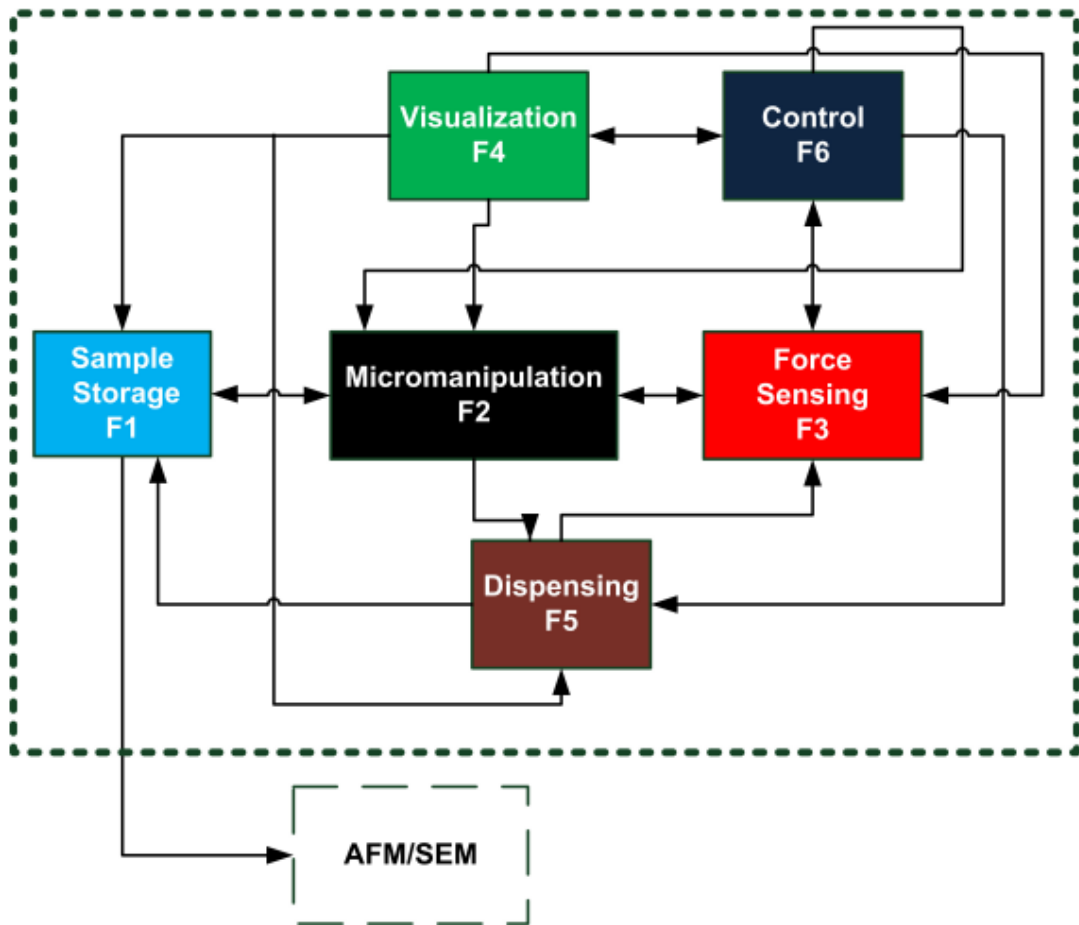 Visualization
F4
Control
F6
Sample
Storage
F1
Micromanipulation
F2
Force
Sensing
F3
Dispensing
F5
AFM/SEM